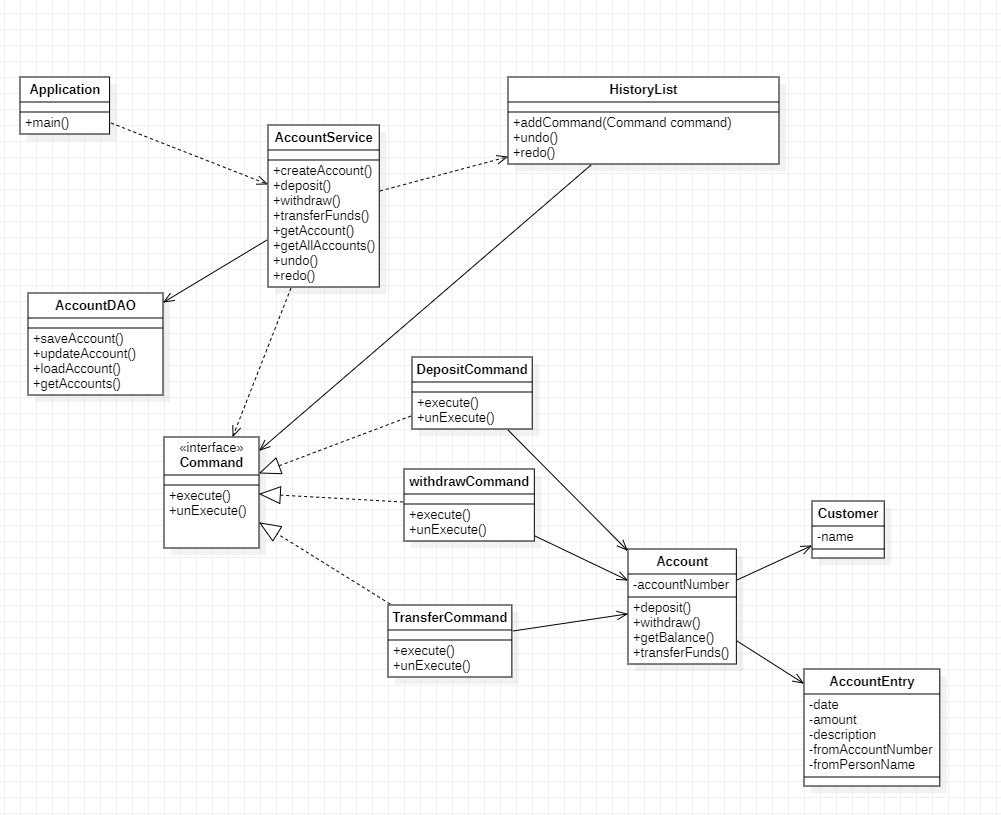 Application
+main()
AccountService
+createAccount()
+deposit()
+withdraw()
+transferFunds()
+getAccount()
+getAllAccounts()
+undo()
+redo()
HistoryList
+addCommand(Command command)
+undo()
+redo()
AccountDAO
+saveAccount()
+updateAccount()
+loadAccount()
+getAccounts()
«interface»
Command
+execute()
+unExecute()
DepositCommand
+execute()
+unExecute()
withdrawCommand
+execute()
+unExecute()
TransferCommand
+execute()
+unExecute()
Account
-accountNumber
+deposit()
+withdraw()
+getBalance()
+transferFunds()
Customer
-name
AccountEntry
-date
-amount
-description
-fromAccountNumber
-fromPersonName